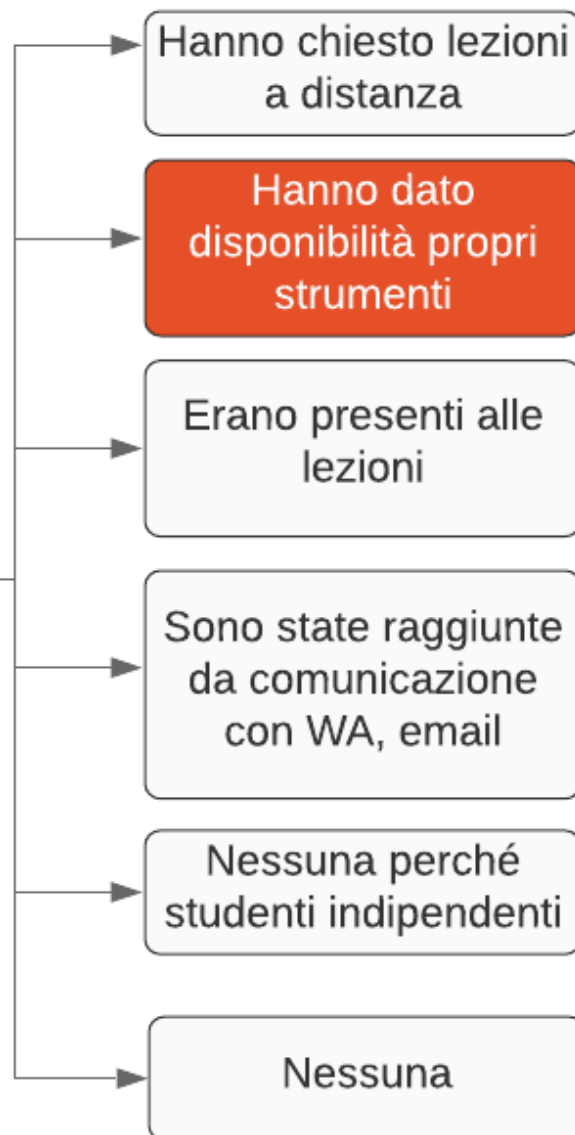 Hanno chiesto lezioni
a distanza
Hanno dato
disponibilità propri
strumenti
Erano presenti alle
lezioni
Sono state raggiunte
da comunicazione
con WA, email
Nessuna perché
studenti indipendenti
Nessuna